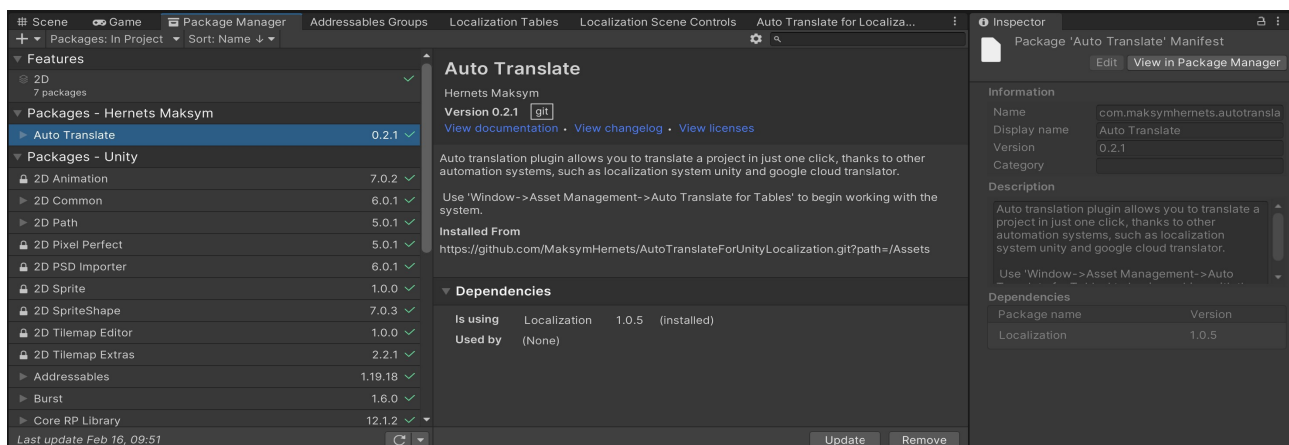 Scene
Game
Package Manager
Addressables Groups
Localization Tables
Localization Scene Controls
Auto Translate for Localiza...
Inspector
Packages: In Project
Sort: Name ↓
Features
2D
7 packages
Packages - Hernets Maksym
Auto Translate 0.2.1
Packages - Unity
2D Animation 7.0.2
2D Common 6.0.1
2D Path 5.0.1
2D Pixel Perfect 5.0.1
2D PSD Importer 6.0.1
2D Sprite 1.0.0
2D SpriteShape 7.0.3
2D Tilemap Editor 1.0.0
2D Tilemap Extras 2.2.1
Addressables 1.19.18
Burst 1.6.0
Core RP Library 12.1.2
Last update Feb 16, 09:51
Auto Translate
Hernets Maksym
Version 0.2.1 git
View documentation • View changelog • View licenses
Auto translation plugin allows you to translate a project in just one click, thanks to other
automation systems, such as localization system unity and google cloud translator.
Use 'Window->Asset Management->Auto Translate for Tables' to begin working with the
system.
Installed From
https://github.com/MaksymHernets/AutoTranslateForUnityLocalization.git?path=/Assets
Dependencies
Is using Localization 1.0.5 (installed)
Used by (None)
Update Remove
Package 'Auto Translate' Manifest
Edit View in Package Manager
Information
Name com.maksymhernets.autotransla
Display name Auto Translate
Version 0.2.1
Category
Description
Auto translation plugin allows you to translate a
project in just one click, thanks to other
automation systems, such as localization
system unity and google cloud translator.
Use 'Window->Asset Management->Auto
Dependencies
Package name Version
Localization 1.0.5